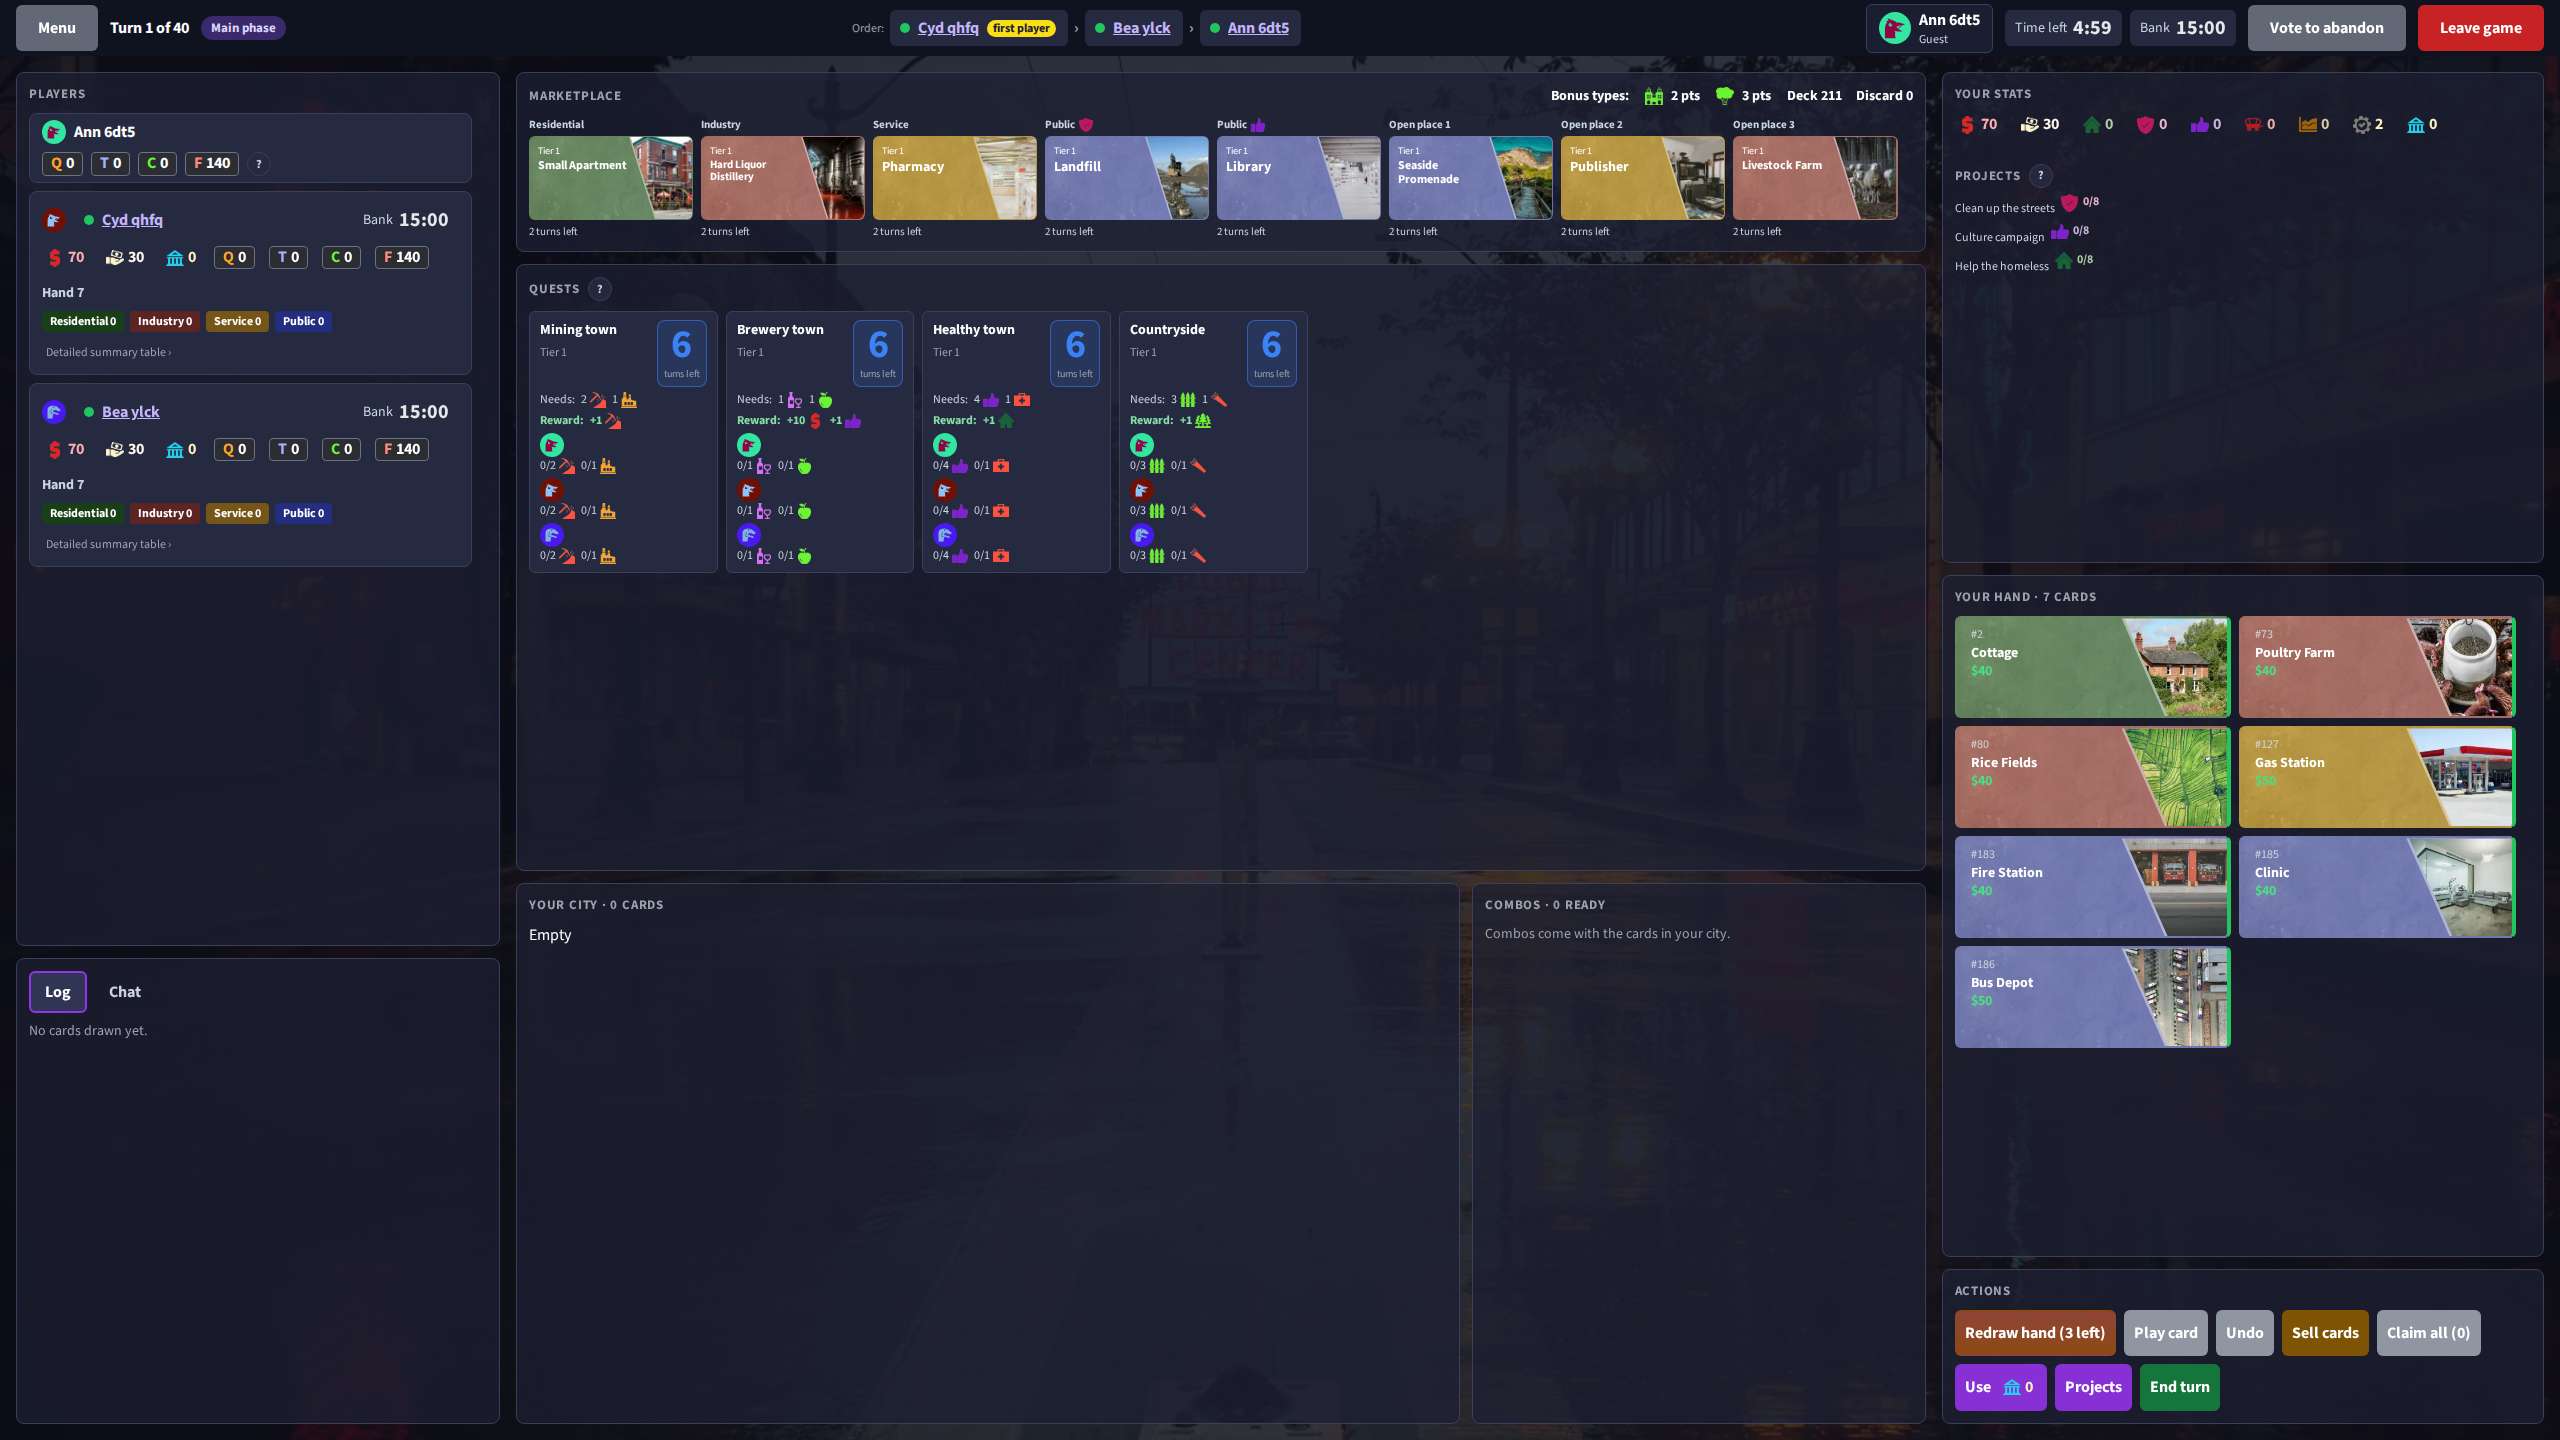 Menu
Turn 1 of 40
Main phase
Order:
Cyd qhfq first player › Bea ylck › Ann 6dt5
Ann 6dt5
Guest
Time left 4:59
Bank 15:00
Vote to abandon
Leave game
PLAYERS
Ann 6dt5
Q 0 T 0 C 0 F 140 ?
Cyd qhfq
Bank 15:00
70 30 0 Q 0 T 0 C 0 F 140
Hand 7
Residential 0 Industry 0 Service 0 Public 0
Detailed summary table ›
Bea ylck
Bank 15:00
70 30 0 Q 0 T 0 C 0 F 140
Hand 7
Residential 0 Industry 0 Service 0 Public 0
Detailed summary table ›
Log
Chat
No cards drawn yet.
MARKETPLACE
Bonus types: 2 pts 3 pts Deck 211 Discard 0
Residential
Tier 1
Small Apartment
2 turns left
Industry
Tier 1
Hard Liquor
Distillery
2 turns left
Service
Tier 1
Pharmacy
2 turns left
Public
Tier 1
Landfill
2 turns left
Public
Tier 1
Library
2 turns left
Open place 1
Tier 1
Seaside
Promenade
2 turns left
Open place 2
Tier 1
Publisher
2 turns left
Open place 3
Tier 1
Livestock Farm
2 turns left
QUESTS ?
Mining town
Tier 1
6
turns left
Needs: 2 1
Reward: +1
0/2 0/1
0/2 0/1
0/2 0/1
Brewery town
Tier 1
6
turns left
Needs: 1 1
Reward: +10 +1
0/1 0/1
0/1 0/1
0/1 0/1
Healthy town
Tier 1
6
turns left
Needs: 4 1
Reward: +1
0/4 0/1
0/4 0/1
0/4 0/1
Countryside
Tier 1
6
turns left
Needs: 3 1
Reward: +1
0/3 0/1
0/3 0/1
0/3 0/1
PUBLIC
MARKET
CENTER
YOUR CITY · 0 CARDS
Empty
COMBOS · 0 READY
Combos come with the cards in your city.
YOUR STATS
70 30 0 0 0 0 0 2 0
PROJECTS ?
Clean up the streets 0/8
Culture campaign 0/8
Help the homeless 0/8
YOUR HAND · 7 CARDS
#2
Cottage
$40
#73
Poultry Farm
$40
#80
Rice Fields
$40
#127
Gas Station
$50
#183
Fire Station
$40
#185
Clinic
$40
#186
Bus Depot
$50
ACTIONS
Redraw hand (3 left)
Play card
Undo
Sell cards
Claim all (0)
Use 0
Projects
End turn